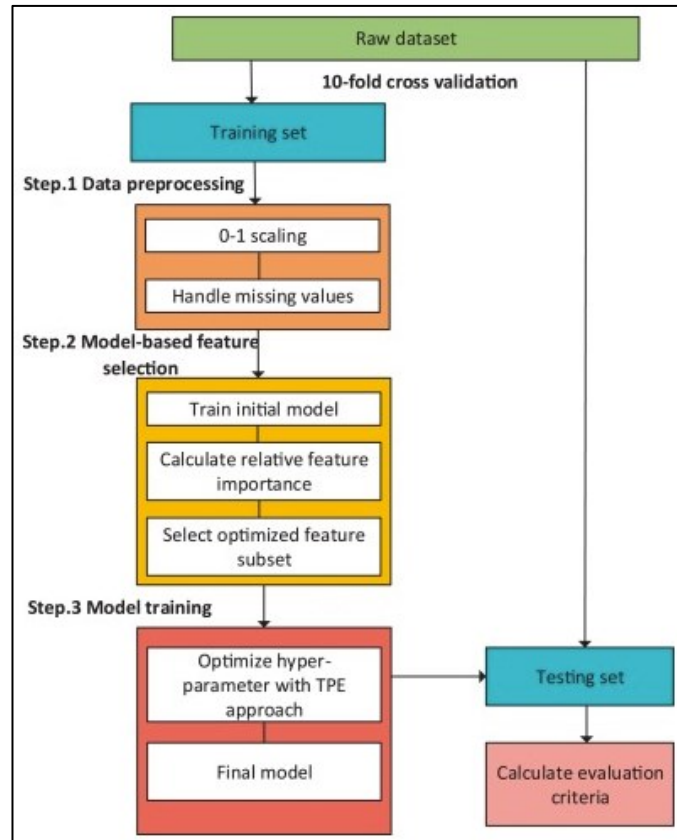 Raw dataset
10-fold cross validation
Training set
Step.1 Data preprocessing
0-1 scaling
Handle missing values
Step.2 Model-based feature
selection
Train initial model
Calculate relative feature
importance
Select optimized feature
subset
Step.3 Model training
Optimize hyper-
parameter with TPE
approach
Final model
Testing set
Calculate evaluation
criteria